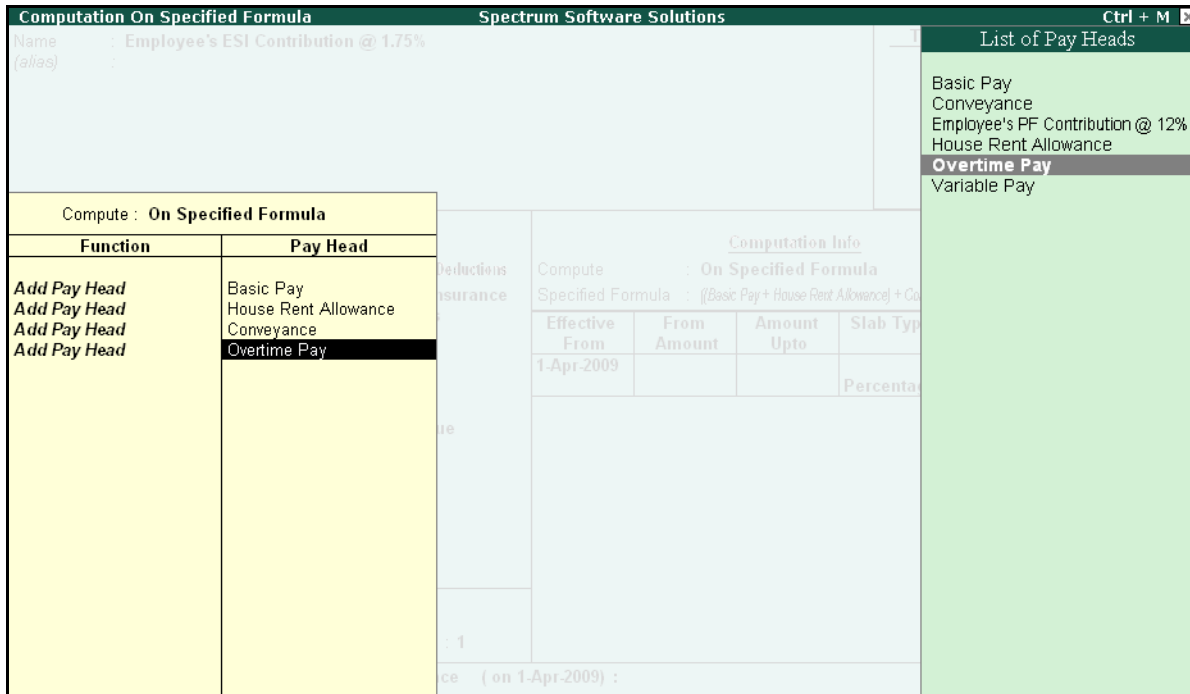 Computation On Specified Formula Spectrum Software Solutions Ctrl + M
Name : Employee's ESI Contribution @ 1.75%
(alias) :
List of Pay Heads
Basic Pay
Conveyance
Employee's PF Contribution @ 12%
House Rent Allowance
Overtime Pay
Variable Pay
Compute : On Specified Formula
Function Pay Head
Add Pay Head Basic Pay
Add Pay Head House Rent Allowance
Add Pay Head Conveyance
Add Pay Head Overtime Pay
Deductions
Computation Info
Compute : On Specified Formula
Specified Formula : ((Basic Pay + House Rent Allowance) +
Effective From From Amount Amount Upto Slab
1-Apr-2009
: 1
( on 1-Apr-2009) :